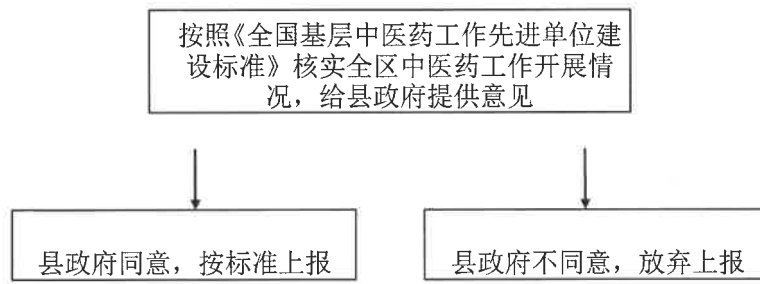 按照《全国基层中医药工作先进单位建
设标准》核实全区中医药工作开展情
况，给县政府提供意见
县政府同意，按标准上报
县政府不同意，放弃上报